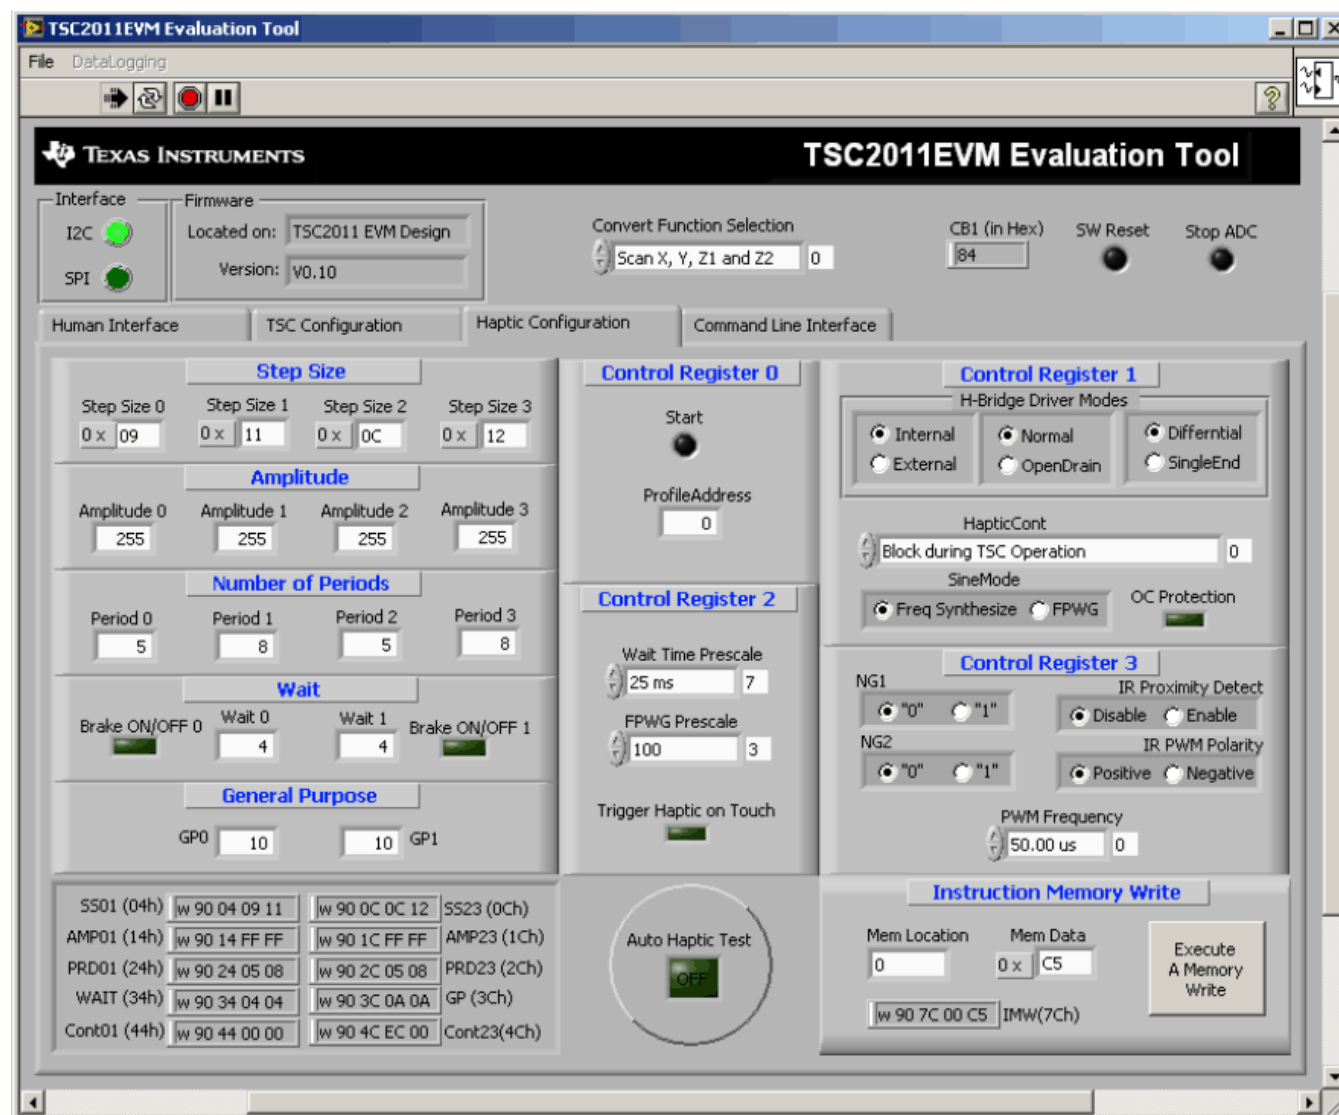 TSC2011EVM Evaluation Tool
File DataLogging
TEXAS INSTRUMENTS TSC2011EVM Evaluation Tool
Interface
I2C
SPI
Firmware
Located on: TSC2011 EVM Design
Version: V0.10
Convert Function Selection
Scan X, Y, Z1 and Z2 0
CB1 (in Hex)
84
SW Reset
Stop ADC
Human Interface TSC Configuration Haptic Configuration Command Line Interface
Step Size
Step Size 0 Step Size 1 Step Size 2 Step Size 3
0 x 09 0 x 11 0 x 0C 0 x 12
Amplitude
Amplitude 0 Amplitude 1 Amplitude 2 Amplitude 3
255 255 255 255
Number of Periods
Period 0 Period 1 Period 2 Period 3
5 8 5 8
Wait
Brake ON/OFF 0 Wait 0 Wait 1 Brake ON/OFF 1
4 4
General Purpose
GP0 10 10 GP1
SS01 (04h) w 90 04 09 11 w 90 0C 0C 12 SS23 (0Ch)
AMP01 (14h) w 90 14 FF FF w 90 1C FF FF AMP23 (1Ch)
PRD01 (24h) w 90 24 05 08 w 90 2C 05 08 PRD23 (2Ch)
WAIT (34h) w 90 34 04 04 w 90 3C 0A 0A GP (3Ch)
Cont01 (44h) w 90 44 00 00 w 90 4C EC 00 Cont23(4Ch)
Control Register 0
Start
ProfileAddress
0
Control Register 2
Wait Time Prescale
25 ms 7
FPWG Prescale
100 3
Trigger Haptic on Touch
Auto Haptic Test
OFF
Control Register 1
H-Bridge Driver Modes
Internal Normal Differntial
External OpenDrain SingleEnd
HapticCont
Block during TSC Operation 0
SineMode
Freq Synthesize FPWG
OC Protection
Control Register 3
NG1
"0" "1"
IR Proximity Detect
Disable Enable
NG2
"0" "1"
IR PWM Polarity
Positive Negative
PWM Frequency
50.00 us 0
Instruction Memory Write
Mem Location Mem Data
0 0 x C5
w 90 7C 00 C5 IMW(7Ch)
Execute
A Memory
Write